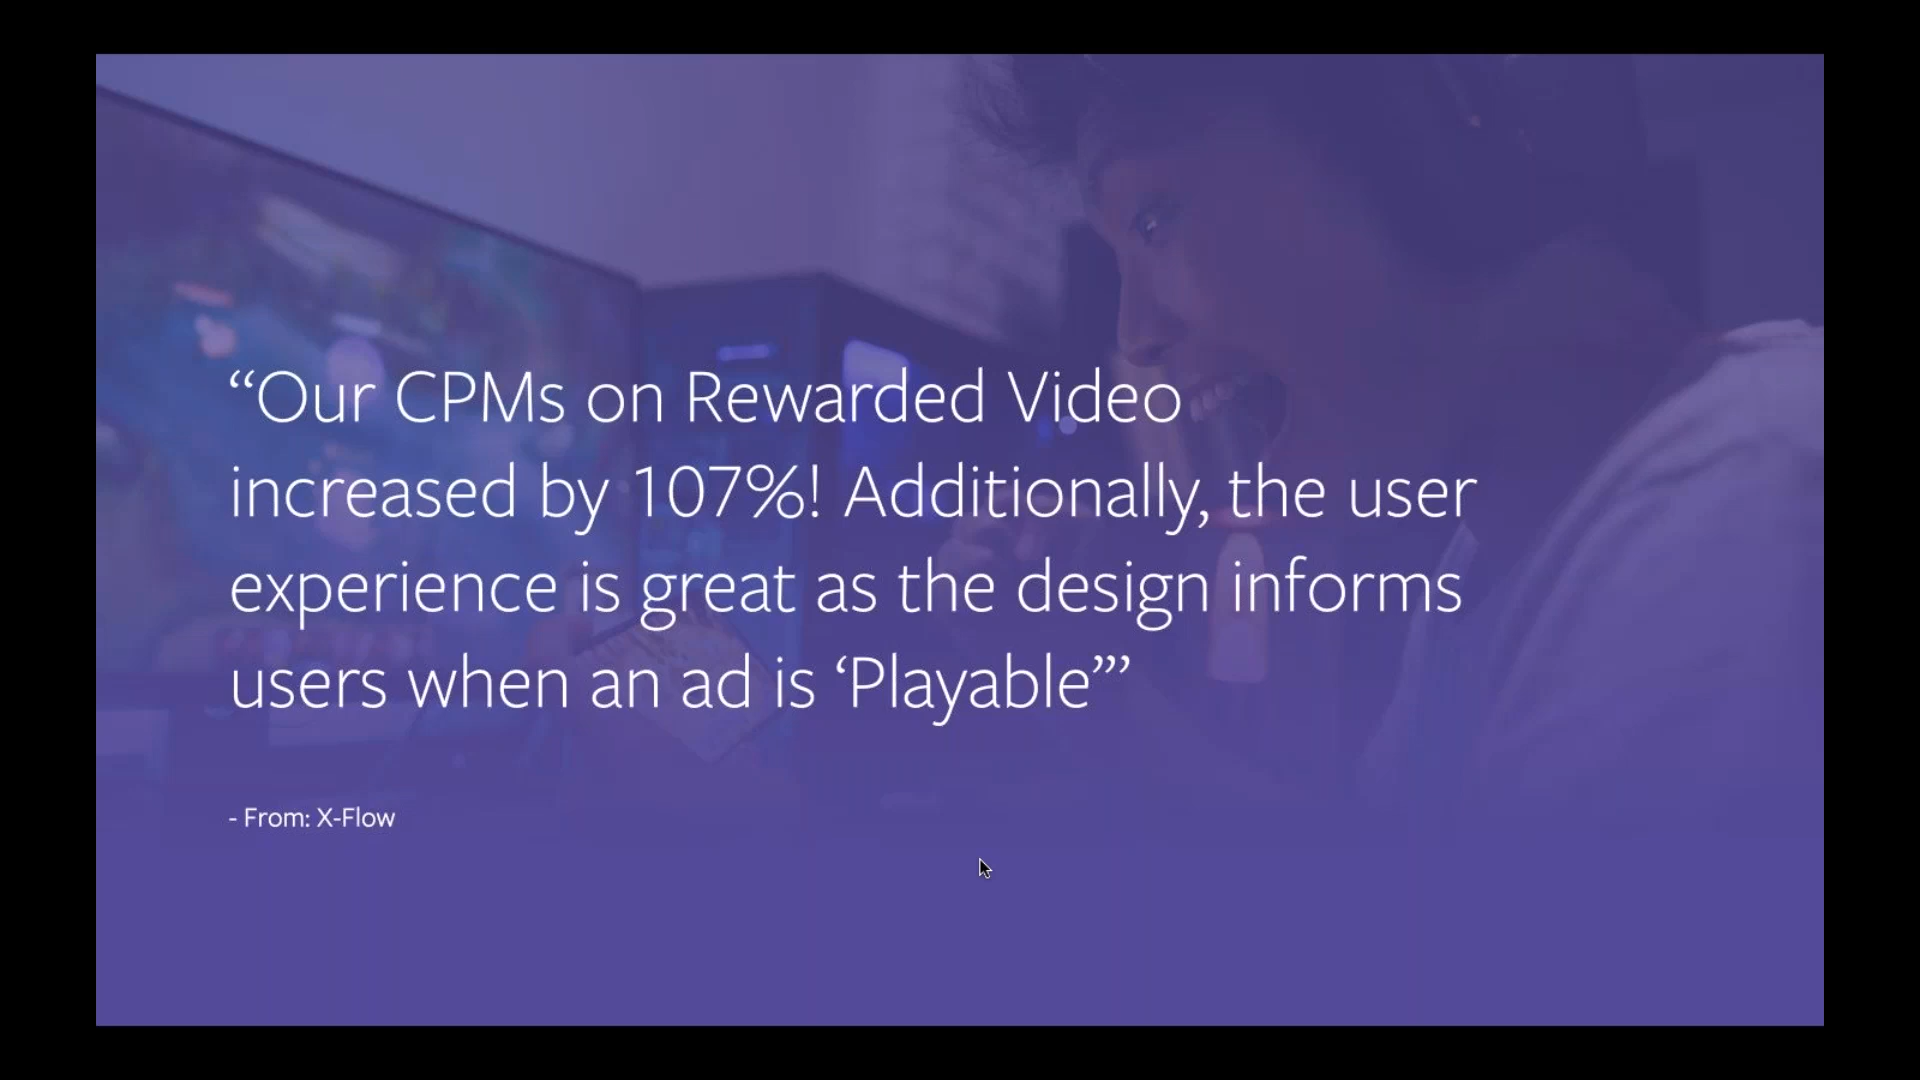 “Our CPMs on Rewarded Video
increased by 107%! Additionally, the user
experience is great as the design informs
users when an ad is ‘Playable”’
- From: X-Flow